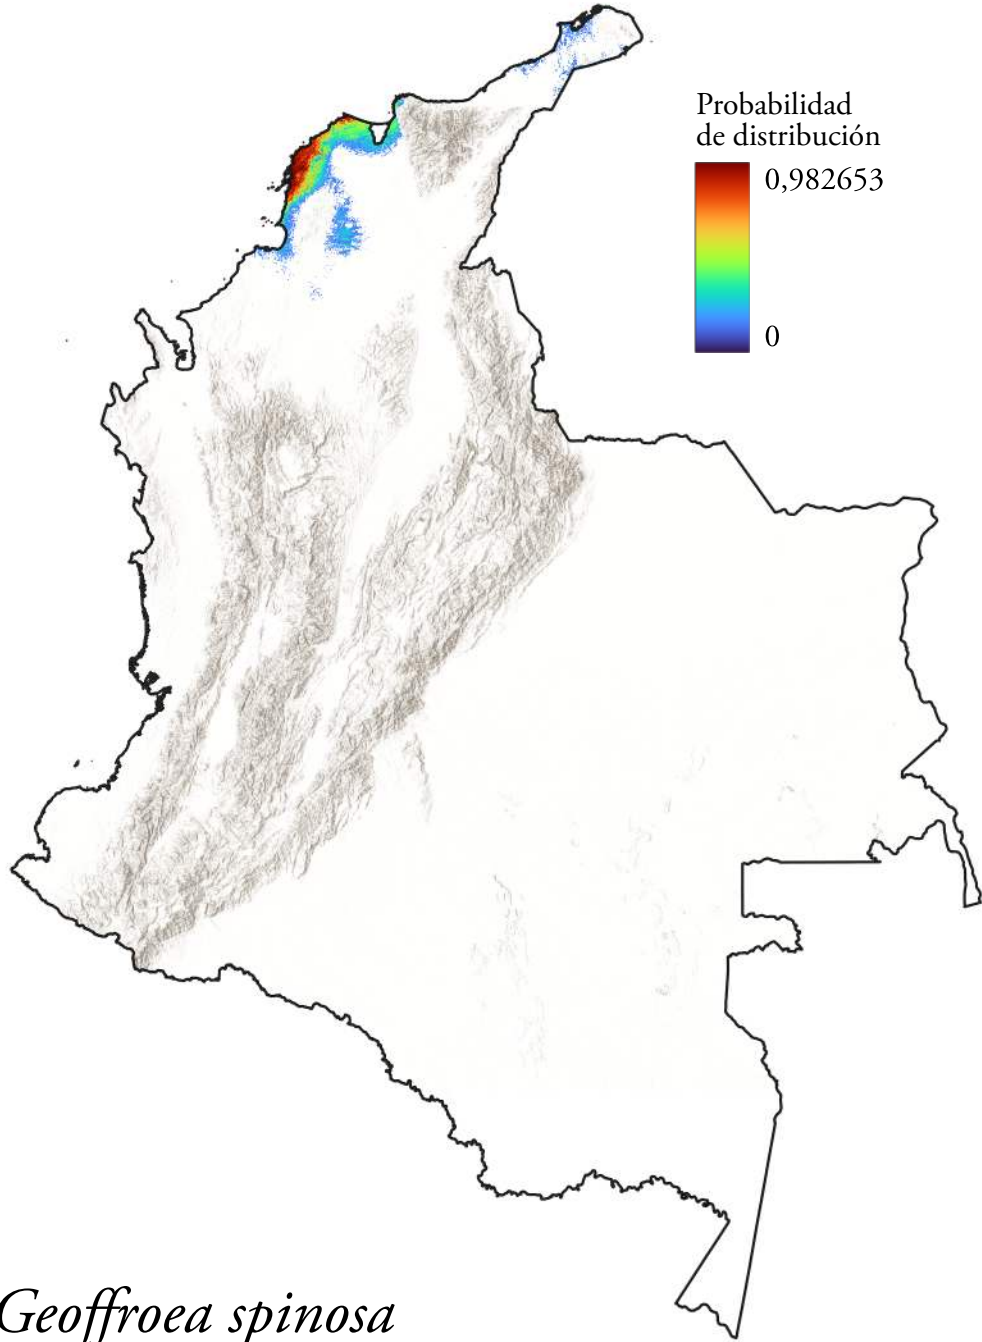 Probabilidad
de distribución
0,982653
0
Geoffroea spinosa